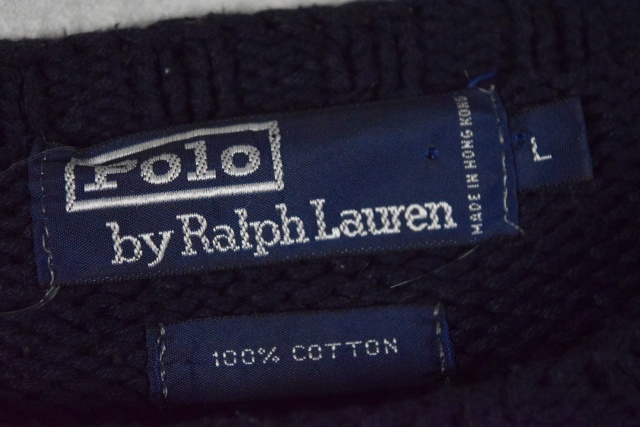 Polo
by Ralph Lauren
MADE IN HONG KONG
L
100% COTTON